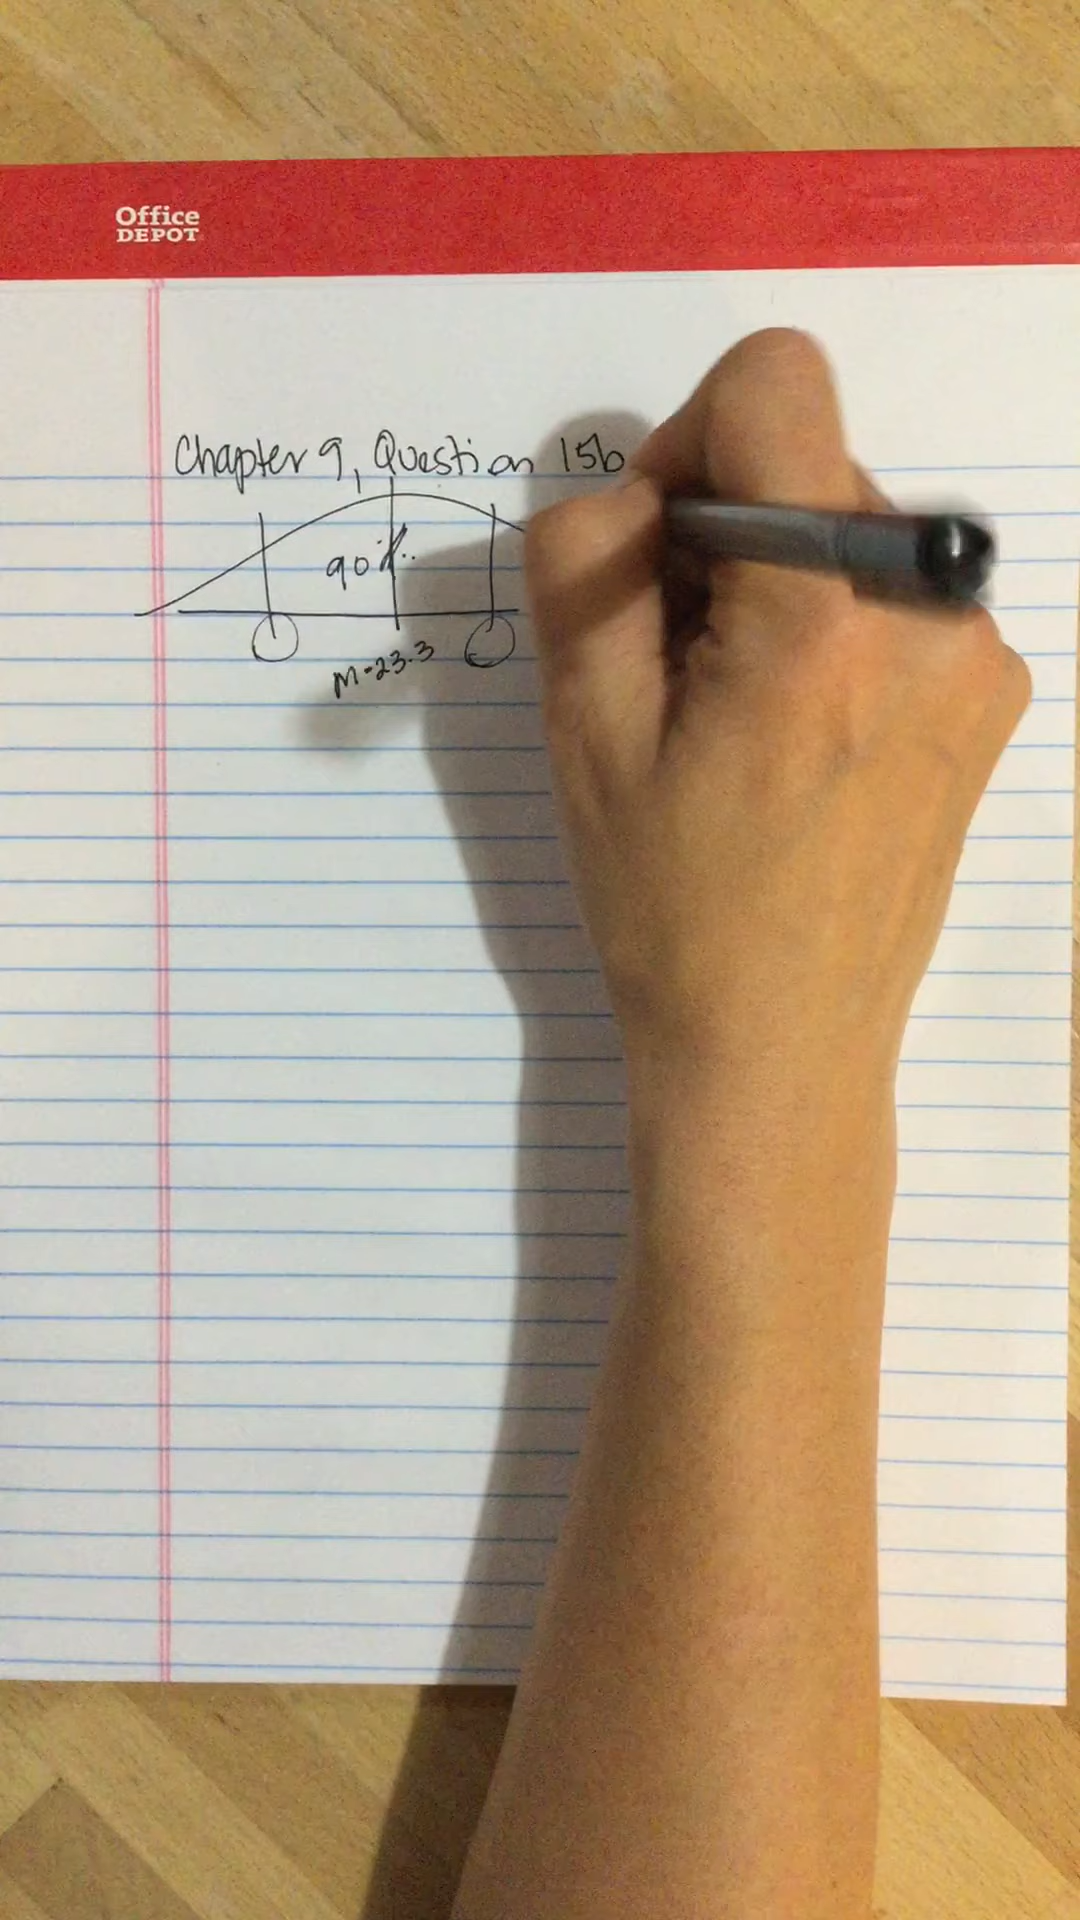 Office
DEPOT
Chapter 9, Question 15b
90%
M=23.3